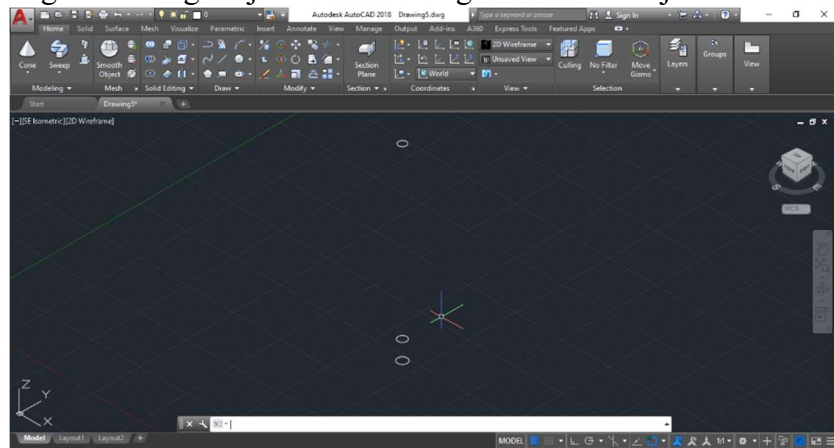 Autodesk AutoCAD 2018 Drawing5.dwg Type a keyword or phrase Sign In
Home Solid Surface Mesh Visualize Parametric Insert Annotate View Manage Output Add-ins A360 Express Tools Featured Apps
2D Wireframe
Unsaved View
World
Cone Sweep Smooth Object Section Plane Culling No Filter Move Gizmo Layers Groups View
Modeling Mesh Solid Editing Draw Modify Section Coordinates View Selection
Start Drawing5*
[−][SE Isometric][2D Wireframe]
S E
WCS
Z
Y
X
Model Layout1 Layout2 MODEL 1:1